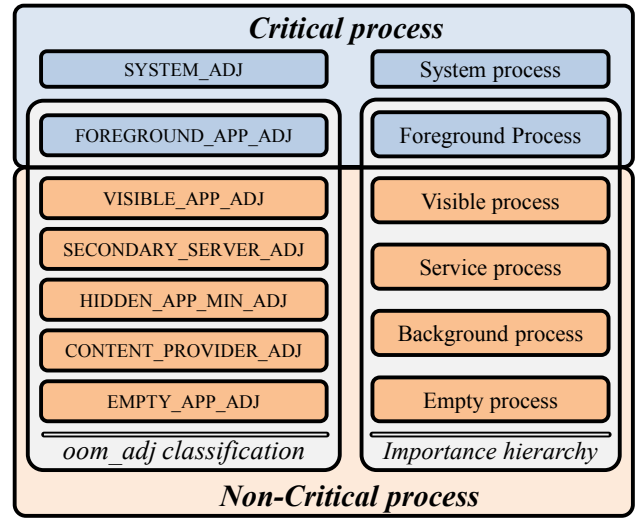 Critical process
SYSTEM_ADJ
System process
FOREGROUND_APP_ADJ
Foreground Process
VISIBLE_APP_ADJ
Visible process
SECONDARY_SERVER_ADJ
Service process
HIDDEN_APP_MIN_ADJ
Background process
CONTENT_PROVIDER_ADJ
EMPTY_APP_ADJ
Empty process
oom_adj classification
Importance hierarchy
Non-Critical process